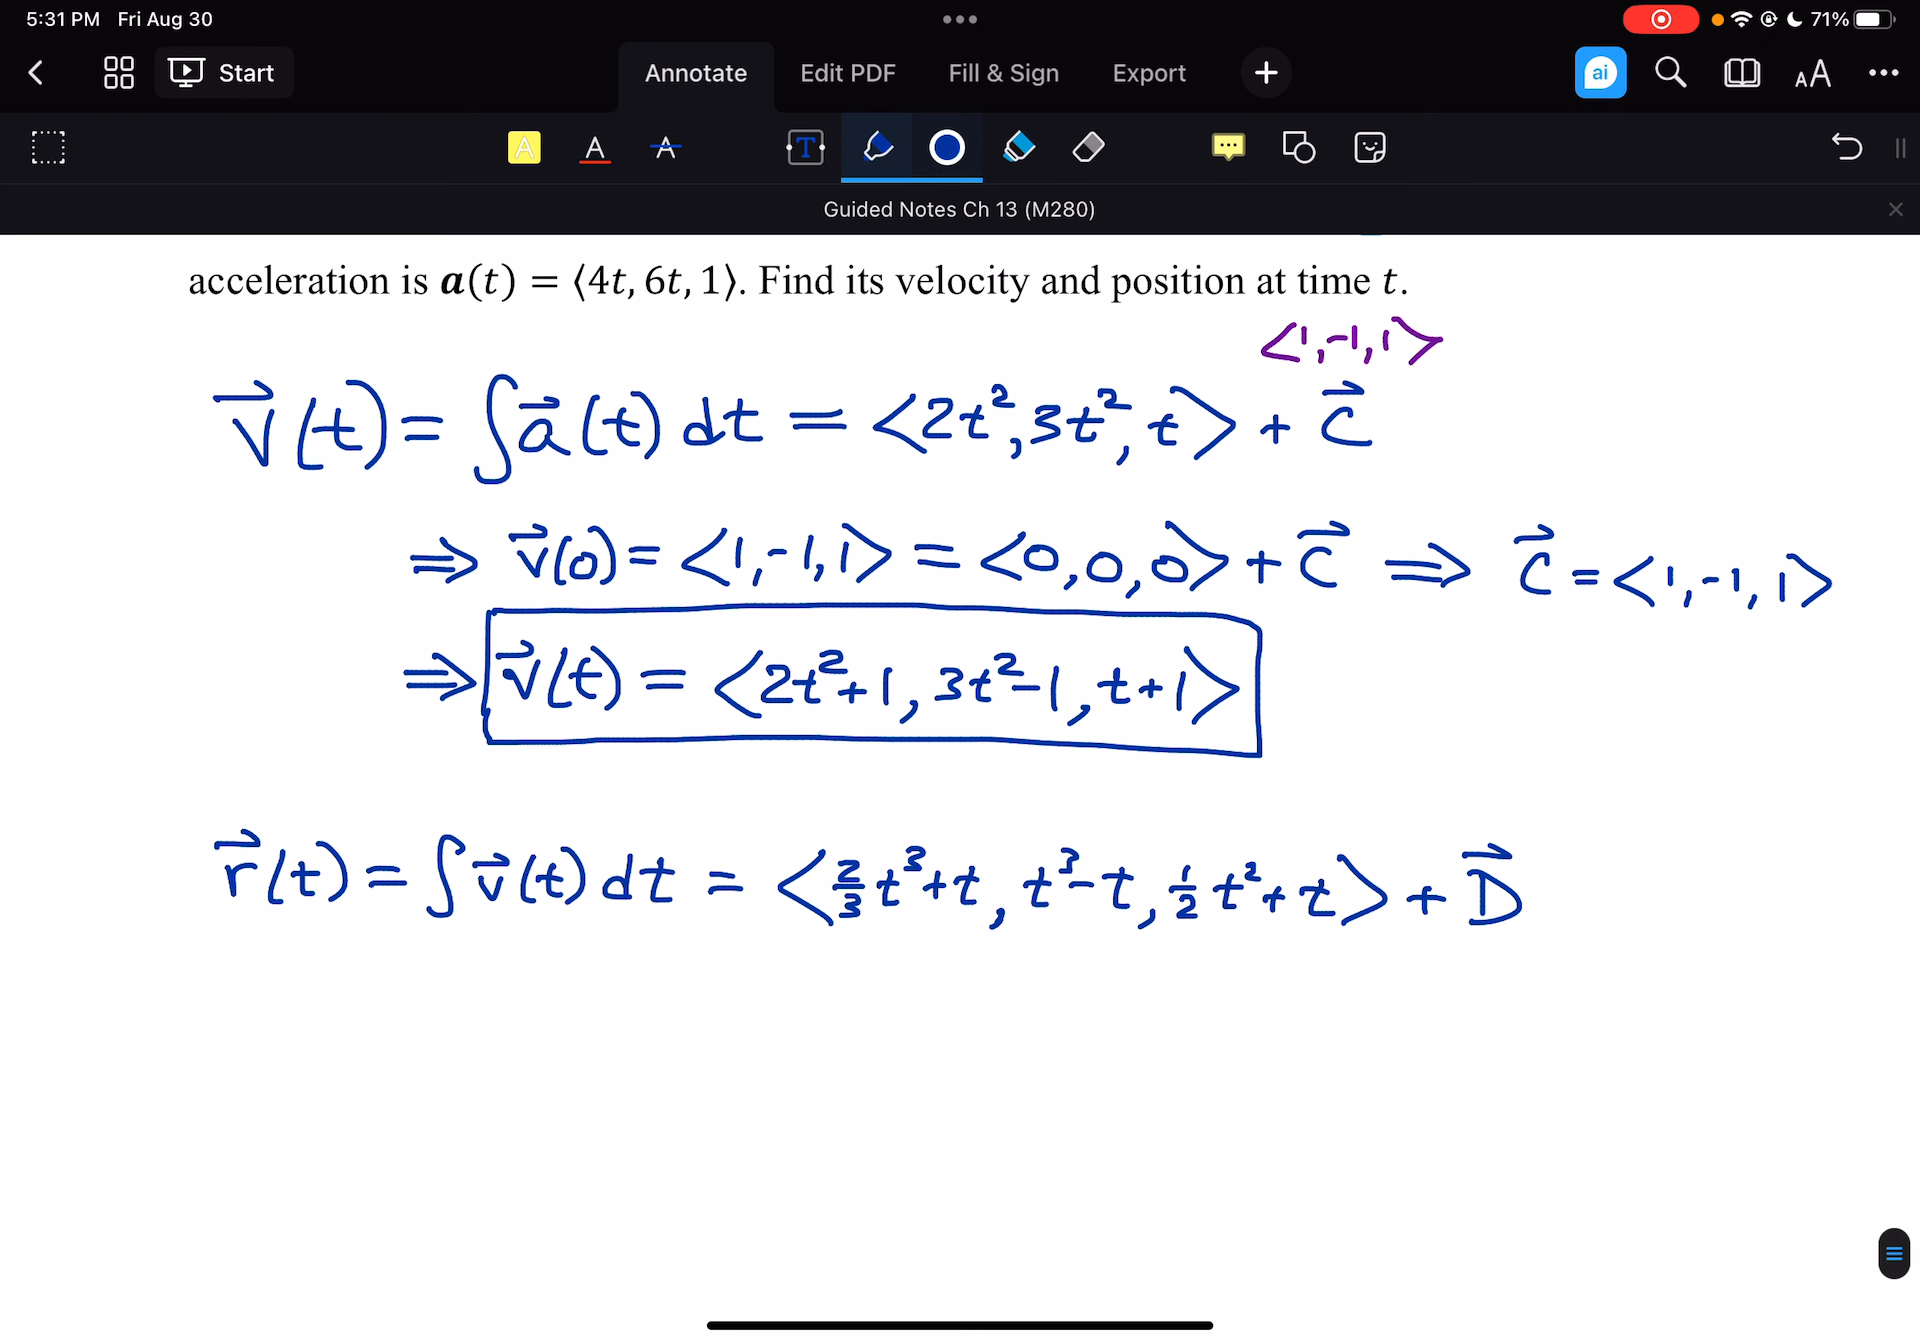 5:31 PM Fri Aug 30 71%
Start Annotate Edit PDF Fill & Sign Export + ai AA
A A A T
Guided Notes Ch 13 (M280)
acceleration is a(t) = ⟨4t, 6t, 1⟩. Find its velocity and position at time t.
<1,-1,1>
v⃗(t) = ∫a⃗(t) dt = <2t², 3t², t> + c⃗
⇒ v⃗(0) = <1,-1,1> = <0,0,0> + c⃗ ⇒ c⃗ = <1,-1,1>
⇒ v⃗(t) = <2t²+1, 3t²-1, t+1>
r⃗(t) = ∫v⃗(t) dt = <2/3 t³+t, t³-t, 1/2 t²+t> + D⃗